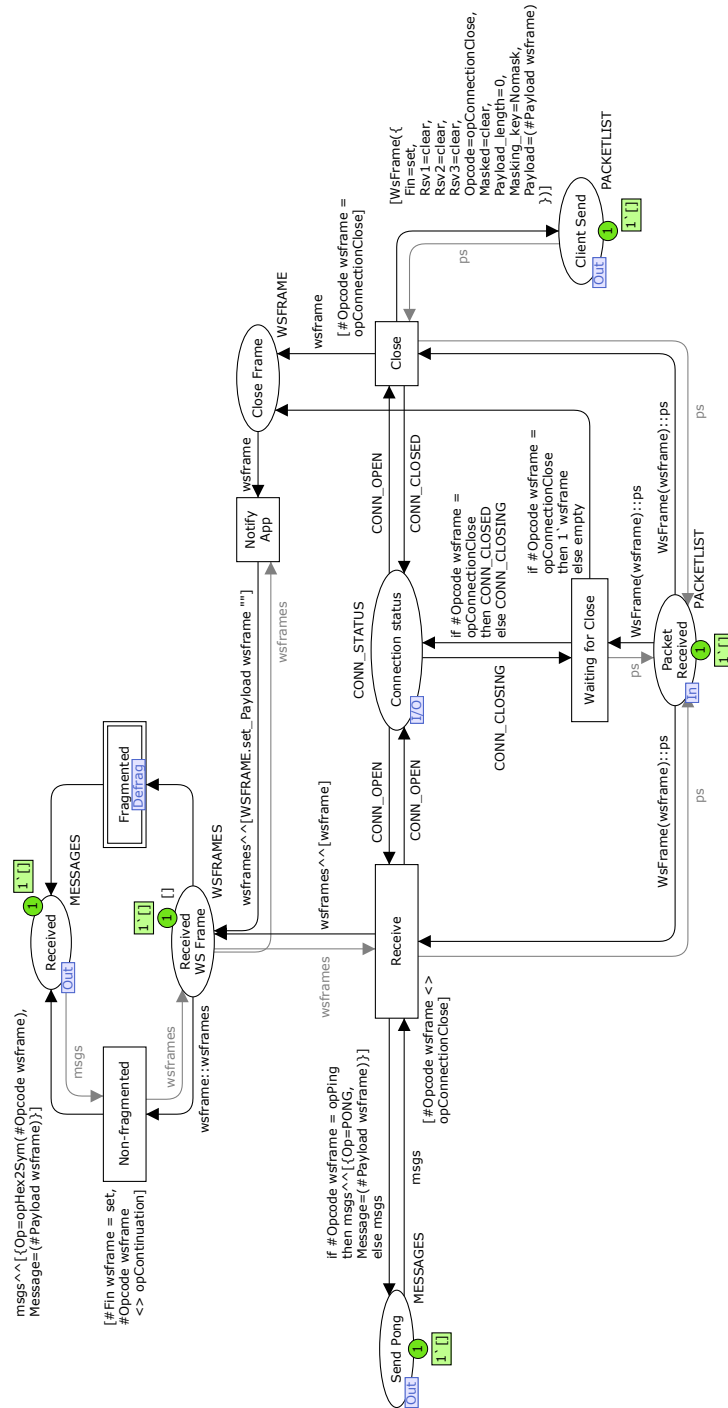 msgs^^[{Op=opHex2Sym(#Opcode wsframe),
Message=(#Payload wsframe)}]
Non-fragmented
[#Fin wsframe = set,
#Opcode wsframe
<> opContinuation]
msgs
Received
Out
1
1`[]
MESSAGES
Fragmented
Defrag
wsframes
wsframe::wsframes
Received
WS Frame
1
1`[]
[]
WSFRAMES
wsframes^^[WSFRAME.set_Payload wsframe ""]
wsframes
Notify
App
wsframe
Close Frame
WSFRAME
wsframe
[#Opcode wsframe =
opConnectionClose]
if #Opcode wsframe = opPing
then msgs^^[{Op=PONG,
Message=(#Payload wsframe)}]
else msgs
Send Pong
Out
1
1`[]
MESSAGES
msgs
wsframes
wsframes^^[wsframe]
Receive
[#Opcode wsframe <>
opConnectionClose]
CONN_OPEN
CONN_OPEN
CONN_STATUS
Connection status
I/O
CONN_OPEN
CONN_CLOSED
Close
ps
[WsFrame({
Fin=set,
Rsv1=clear,
Rsv2=clear,
Rsv3=clear,
Opcode=opConnectionClose,
Masked=clear,
Payload_length=0,
Masking_key=Nomask,
Payload=(#Payload wsframe)
})]
Client Send
Out
1
1`[]
PACKETLIST
CONN_CLOSING
if #Opcode wsframe =
opConnectionClose
then CONN_CLOSED
else CONN_CLOSING
if #Opcode wsframe =
opConnectionClose
then 1`wsframe
else empty
Waiting for Close
ps
WsFrame(wsframe)::ps
WsFrame(wsframe)::ps
ps
Packet
Received
In
1
1`[]
PACKETLIST
WsFrame(wsframe)::ps
ps